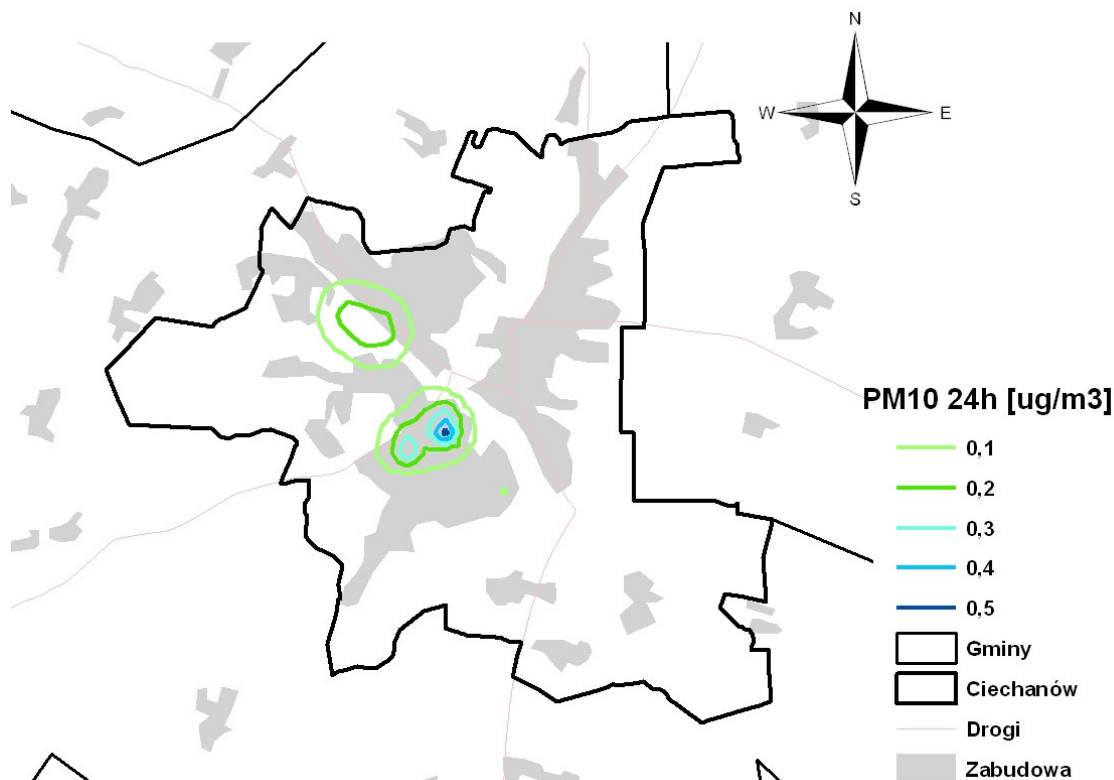 N
W E
S
PM10 24h [ug/m3]
0,1
0,2
0,3
0,4
0,5
Gminy
Ciechanów
Drogi
Zabudowa